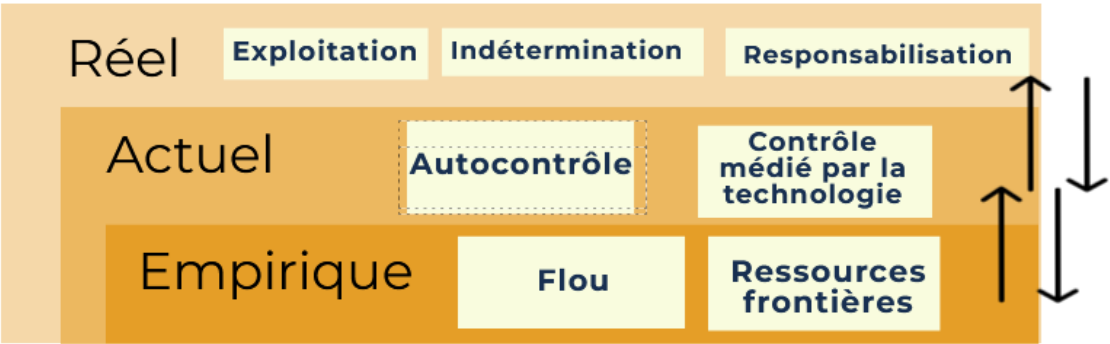 Réel
Exploitation
Indétermination
Responsabilisation
Actuel
Autocontrôle
Contrôle
médié par la
technologie
Empirique
Flou
Ressources
frontières